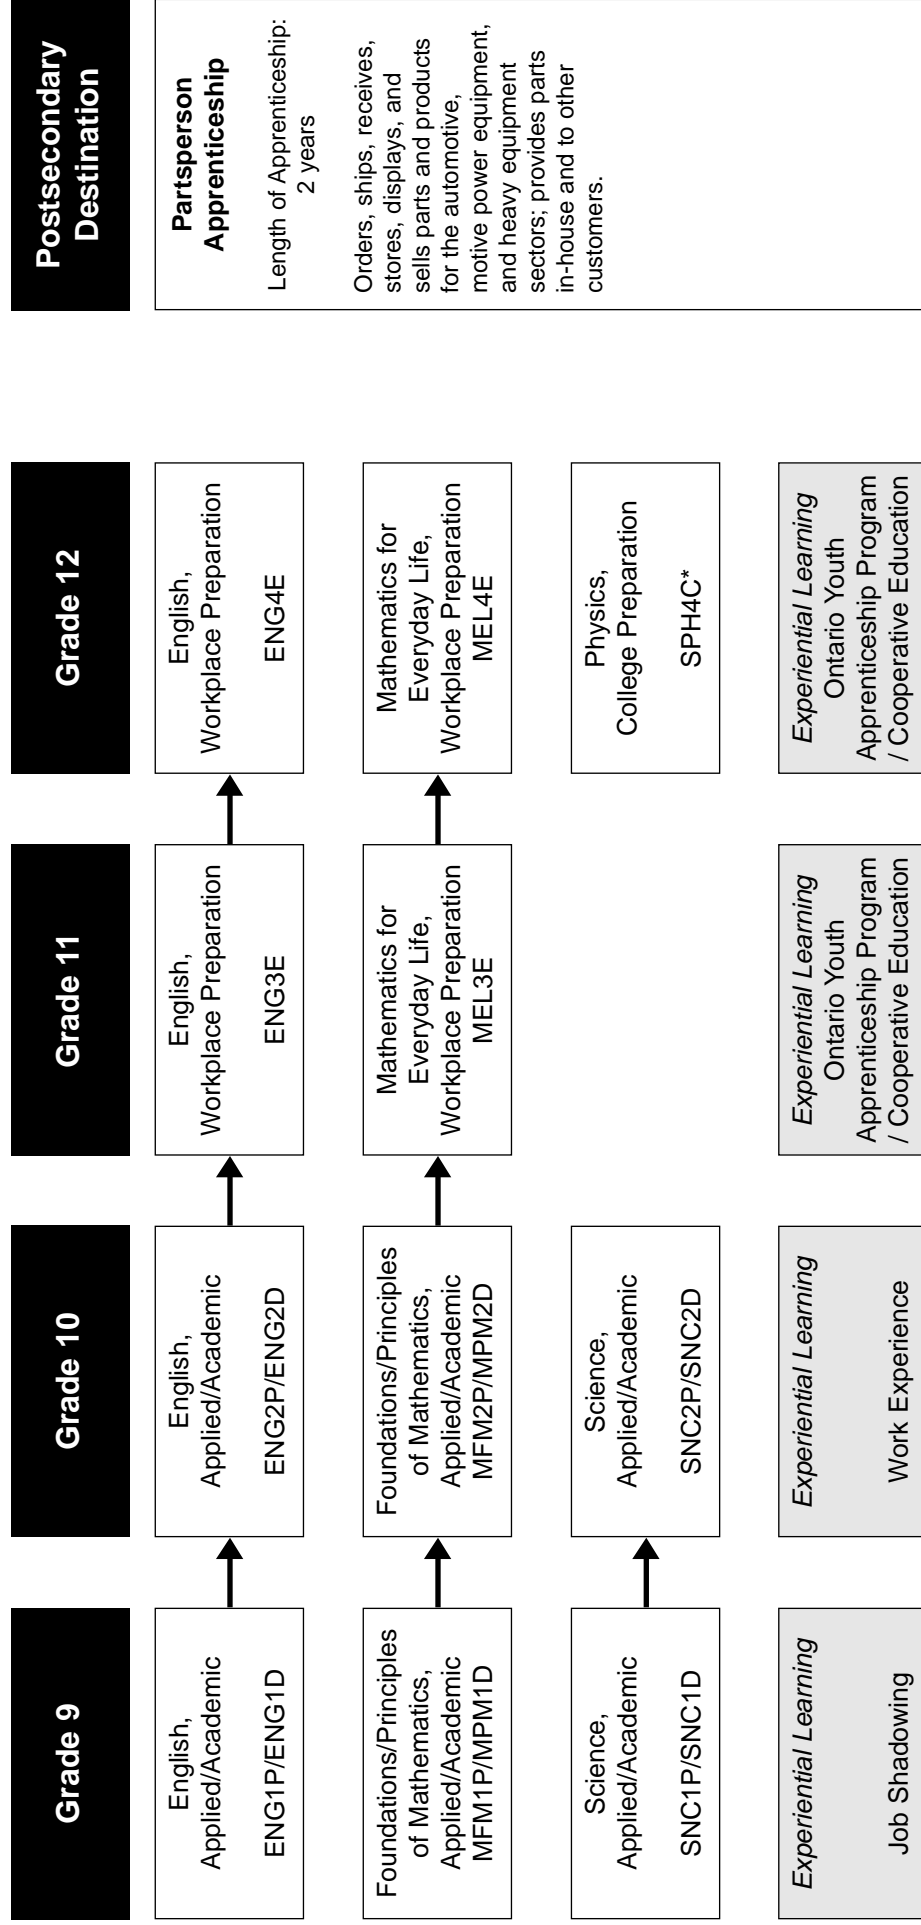 Grade 9
Grade 10
Grade 11
Grade 12
Postsecondary
Destination
English,
Applied/Academic
ENG1P/ENG1D
English,
Applied/Academic
ENG2P/ENG2D
English,
Workplace Preparation
ENG3E
English,
Workplace Preparation
ENG4E
Partsperson
Apprenticeship
Length of Apprenticeship:
2 years
Orders, ships, receives,
stores, displays, and
sells parts and products
for the automotive,
motive power equipment,
and heavy equipment
sectors; provides parts
in-house and to other
customers.
Foundations/Principles
of Mathematics,
Applied/Academic
MFM1P/MPM1D
Foundations/Principles
of Mathematics,
Applied/Academic
MFM2P/MPM2D
Mathematics for
Everyday Life,
Workplace Preparation
MEL3E
Mathematics for
Everyday Life,
Workplace Preparation
MEL4E
Science,
Applied/Academic
SNC1P/SNC1D
Science,
Applied/Academic
SNC2P/SNC2D
Physics,
College Preparation
SPH4C*
Experiential Learning
Job Shadowing
Experiential Learning
Work Experience
Experiential Learning
Ontario Youth
Apprenticeship Program
/ Cooperative Education
Experiential Learning
Ontario Youth
Apprenticeship Program
/ Cooperative Education